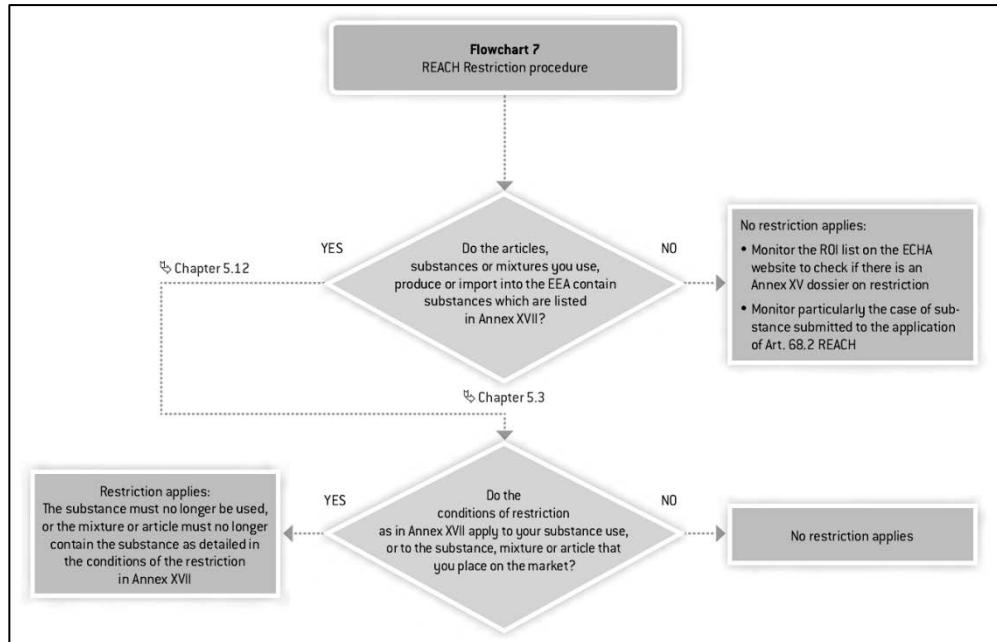 Flowchart 7
REACH Restriction procedure
YES
Do the articles,
substances or mixtures you use,
produce or import into the EEA contain
substances which are listed
in Annex XVII?
NO
No restriction applies:
• Monitor the ROI list on the ECHA
website to check if there is an
Annex XV dossier on restriction
• Monitor particularly the case of sub-
stance submitted to the application
of Art. 68.2 REACH
↳ Chapter 5.12
↳ Chapter 5.3
Restriction applies:
The substance must no longer be used,
or the mixture or article must no longer
contain the substance as detailed in
the conditions of the restriction
in Annex XVII
YES
Do the
conditions of restriction
as in Annex XVII apply to your substance use,
or to the substance, mixture or article that
you place on the market?
NO
No restriction applies